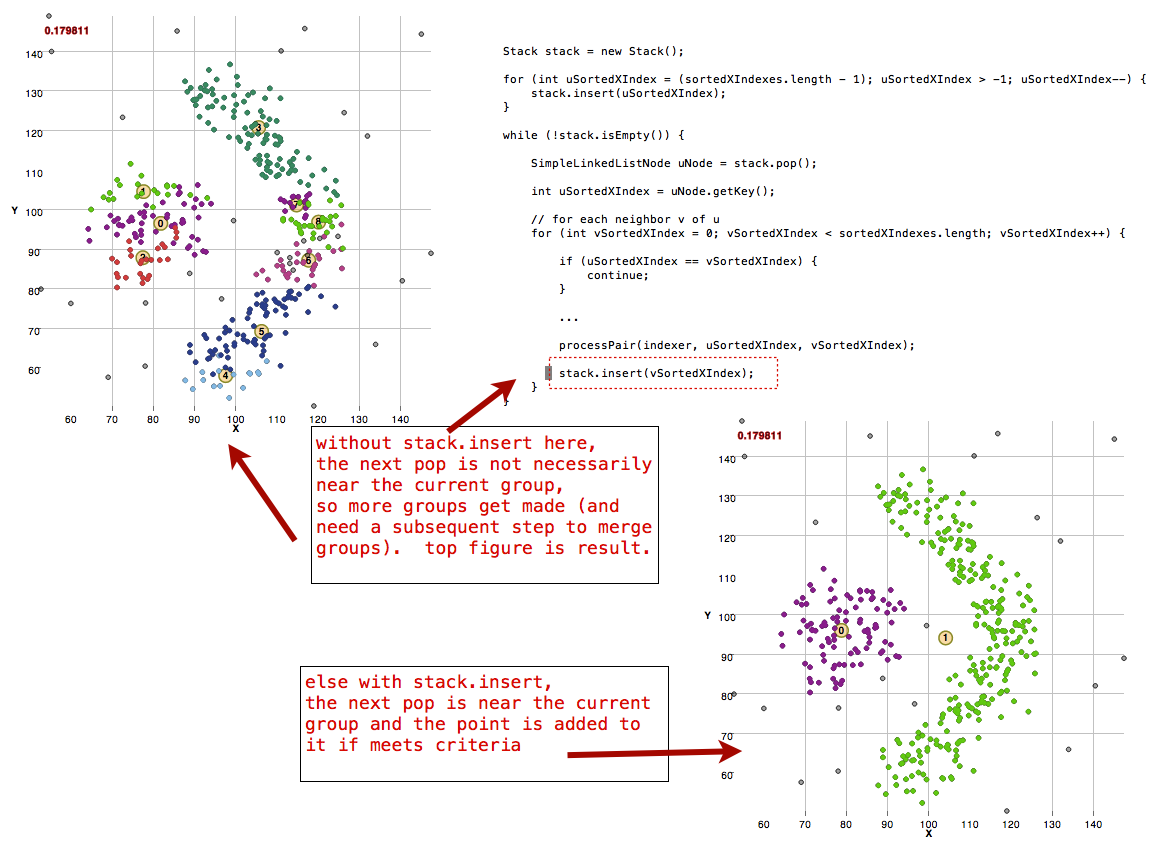 0.179811
140
130
120
110
Y 100
90
80
70
60
60 70 80 90 100 110 120 130 140
X
3
1
0
2
7
8
6
5
4
Stack stack = new Stack();
for (int uSortedXIndex = (sortedXIndexes.length - 1); uSortedXIndex > -1; uSortedXIndex--) {
stack.insert(uSortedXIndex);
}
while (!stack.isEmpty()) {
SimpleLinkedListNode uNode = stack.pop();
int uSortedXIndex = uNode.getKey();
// for each neighbor v of u
for (int vSortedXIndex = 0; vSortedXIndex < sortedXIndexes.length; vSortedXIndex++) {
if (uSortedXIndex == vSortedXIndex) {
continue;
}
...
processPair(indexer, uSortedXIndex, vSortedXIndex);
stack.insert(vSortedXIndex);
}
}
without stack.insert here,
the next pop is not necessarily
near the current group,
so more groups get made (and
need a subsequent step to merge
groups).  top figure is result.
0.179811
140
130
120
110
Y 100
90
80
70
60
60 70 80 90 100 110 120 130 140
X
0
1
else with stack.insert,
the next pop is near the current
group and the point is added to
it if meets criteria